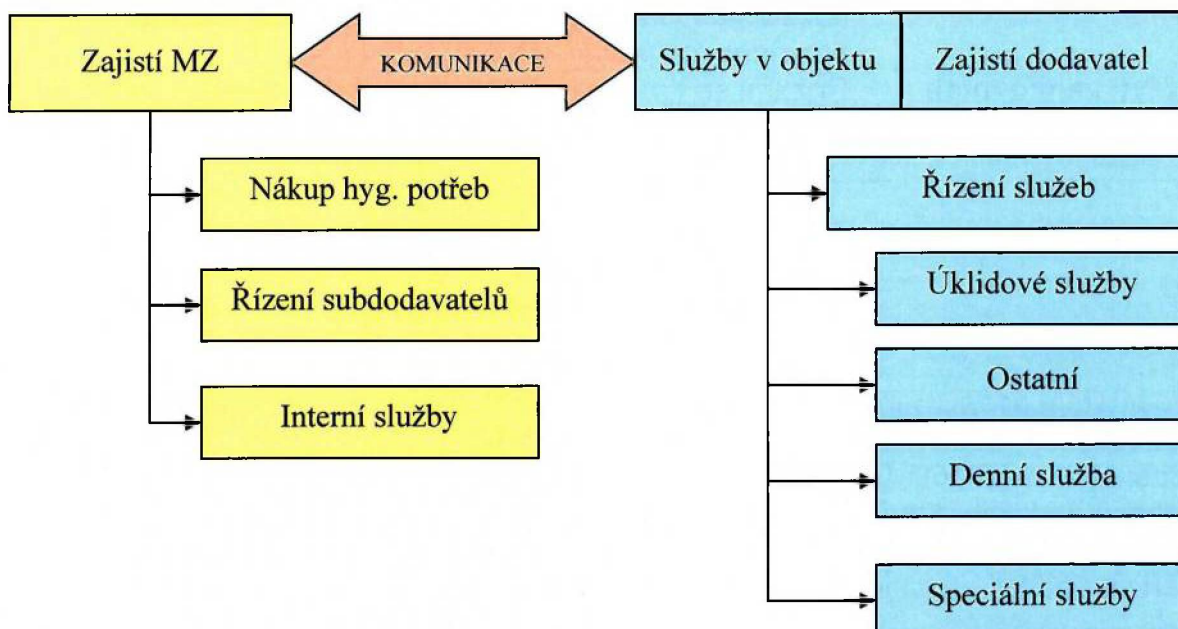 Zajistí MZ
KOMUNIKACE
Služby v objektu
Zajistí dodavatel
Nákup hyg. potřeb
Řízení subdodavatelů
Interní služby
Řízení služeb
Úklidové služby
Ostatní
Denní služba
Speciální služby